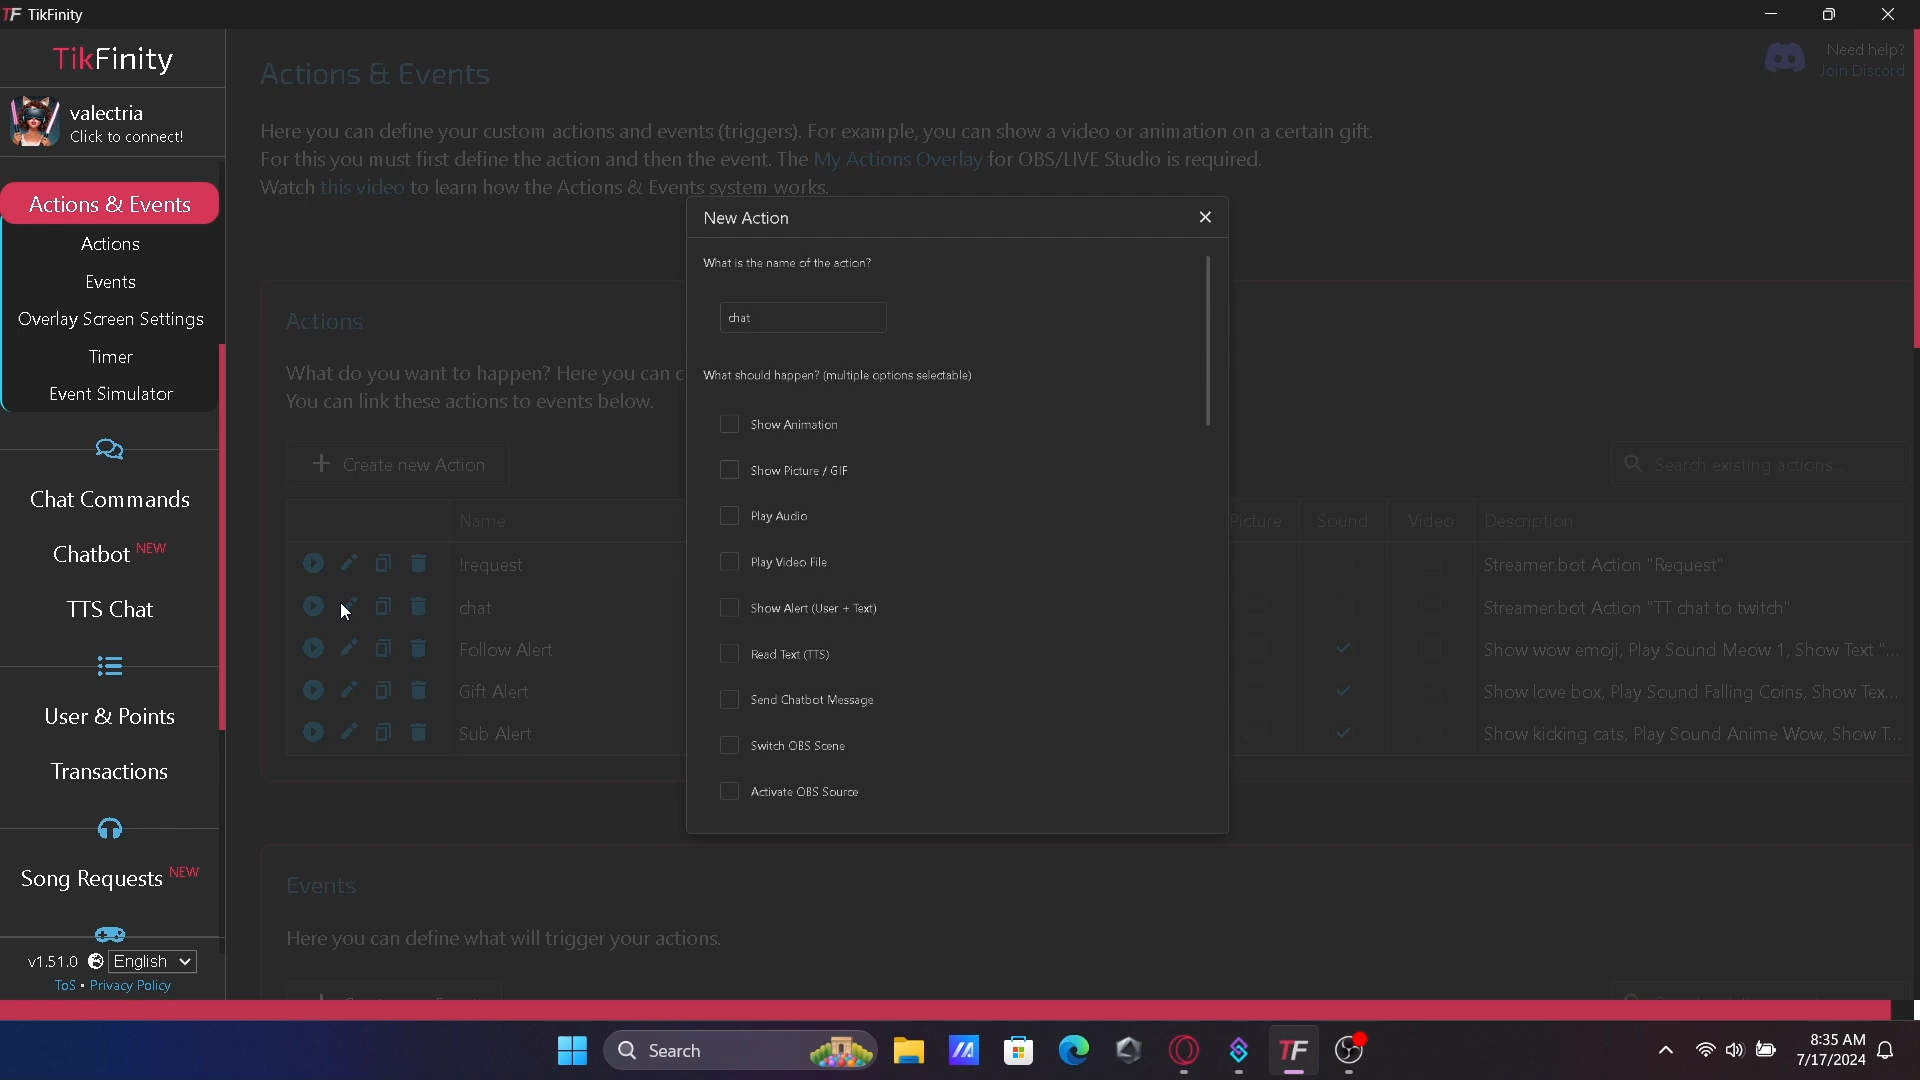 TF TikFinity
TikFinity
valectria
Click to connect!
Actions & Events
Actions
Events
Overlay Screen Settings
Timer
Event Simulator
Chat Commands
Chatbot NEW
TTS Chat
User & Points
Transactions
Song Requests NEW
v1.51.0 English
ToS • Privacy Policy
Actions & Events
Need help?
Join Discord
Here you can define your custom actions and events (triggers). For example, you can show a video or animation on a certain gift.
For this you must first define the action and then the event. The My Actions Overlay for OBS/LIVE Studio is required.
Watch this video to learn how the Actions & Events system works.
Actions
What do you want to happen? Here you can c
You can link these actions to events below.
+ Create new Action
Search existing actions...
Name
Picture
Sound
Video
Description
!request
Streamer.bot Action "Request"
chat
Streamer.bot Action "TT chat to twitch"
Follow Alert
Show wow emoji, Play Sound Meow 1, Show Text "...
Gift Alert
Show love box, Play Sound Falling Coins, Show Tex...
Sub Alert
Show kicking cats, Play Sound Anime Wow, Show T...
New Action
What is the name of the action?
chat
What should happen? (multiple options selectable)
Show Animation
Show Picture / GIF
Play Audio
Play Video File
Show Alert (User + Text)
Read Text (TTS)
Send Chatbot Message
Switch OBS Scene
Activate OBS Source
Events
Here you can define what will trigger your actions.
Search
TF
8:35 AM
7/17/2024